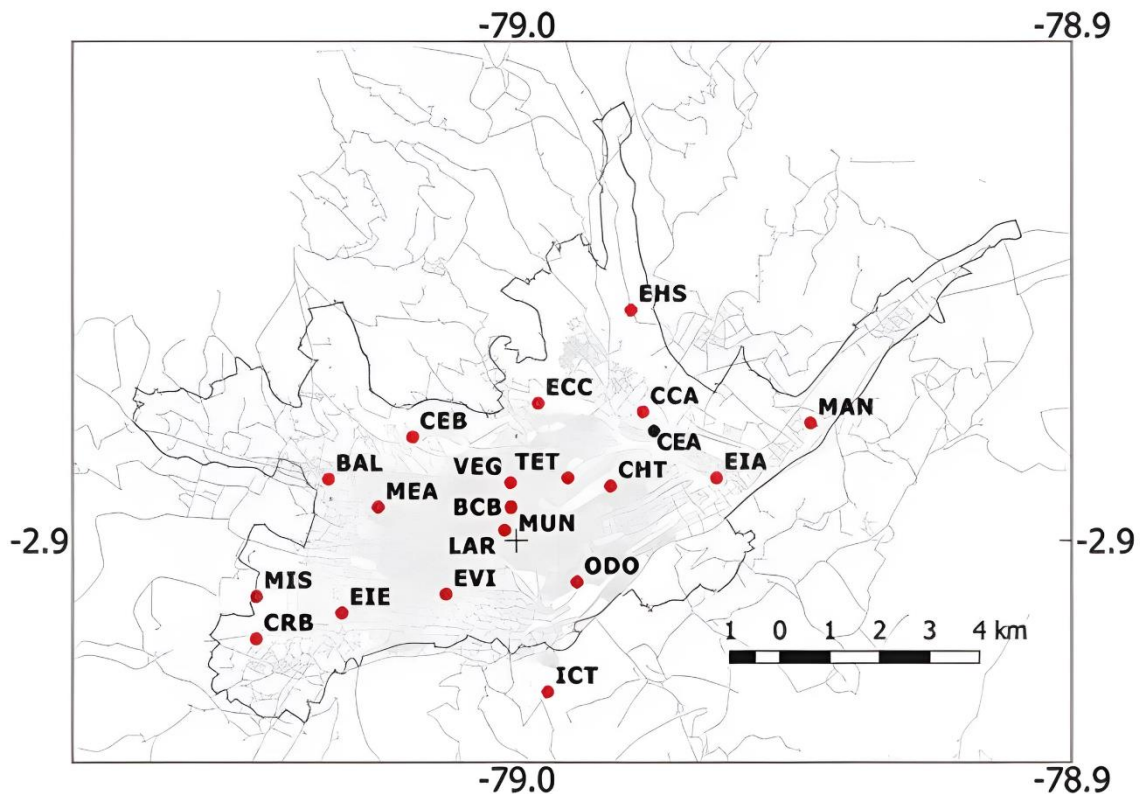 -79.0 -78.9
EHS
ECC CCA
MAN
CEB CEA
BAL VEG TET CHT EIA
MEA BCB
MUN
-2.9 LAR -2.9
ODO
MIS EVI
EIE
CRB
1 0 1 2 3 4 km
ICT
-79.0 -78.9